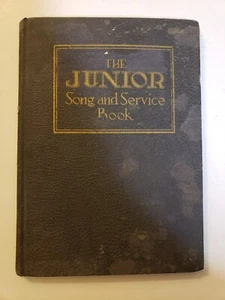 THE
JUNIOR
Song and Service
Book